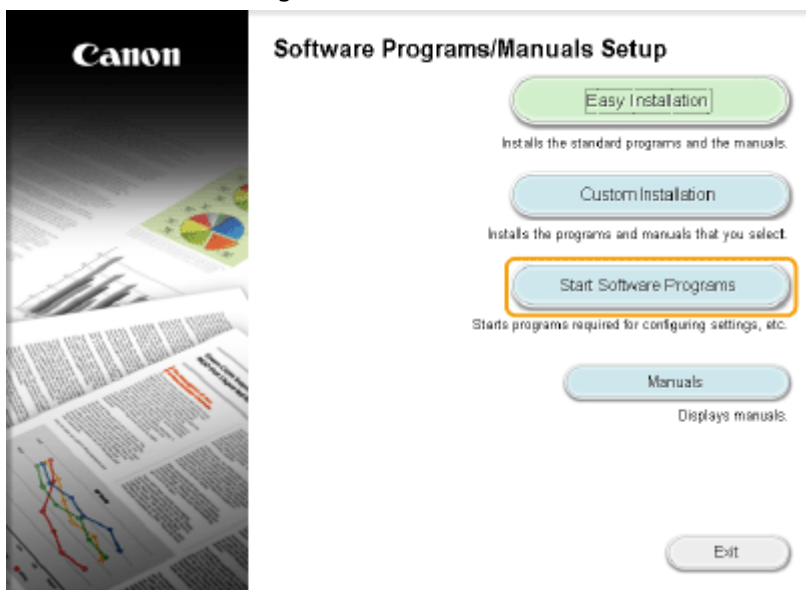 Canon
Software Programs/Manuals Setup
Easy Installation
Installs the standard programs and the manuals.
Custom Installation
Installs the programs and manuals that you select.
Start Software Programs
Starts programs required for configuring settings, etc.
Manuals
Displays manuals.
Exit